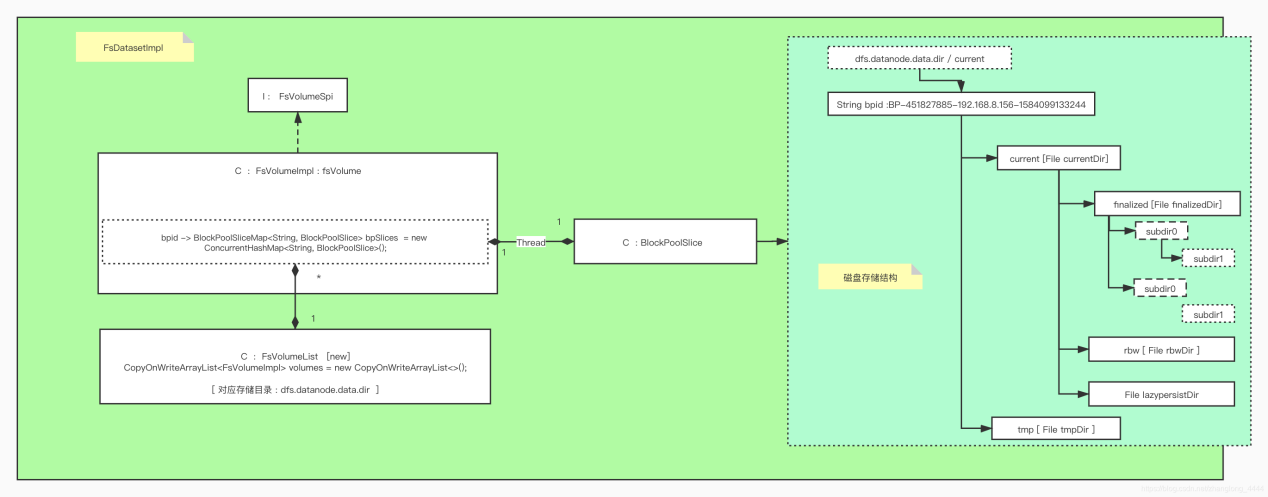 FsDatasetImpl
I： FsVolumeSpi
C ：FsVolumeImpl : fsVolume
bpid -> BlockPoolSliceMap<String, BlockPoolSlice> bpSlices = new
ConcurrentHashMap<String, BlockPoolSlice>();
*
1
C ：FsVolumeList [new]
CopyOnWriteArrayList<FsVolumeImpl> volumes = new CopyOnWriteArrayList<>();
[ 对应存储目录 : dfs.datanode.data.dir ]
1
Thread
1
C ：BlockPoolSlice
磁盘存储结构
dfs.datanode.data.dir / current
String bpid :BP-451827885-192.168.8.156-1584099133244
current [File currentDir]
finalized [File finalizedDir]
subdir0
subdir1
subdir0
subdir1
rbw [ File rbwDir ]
File lazypersistDir
tmp [ File tmpDir ]